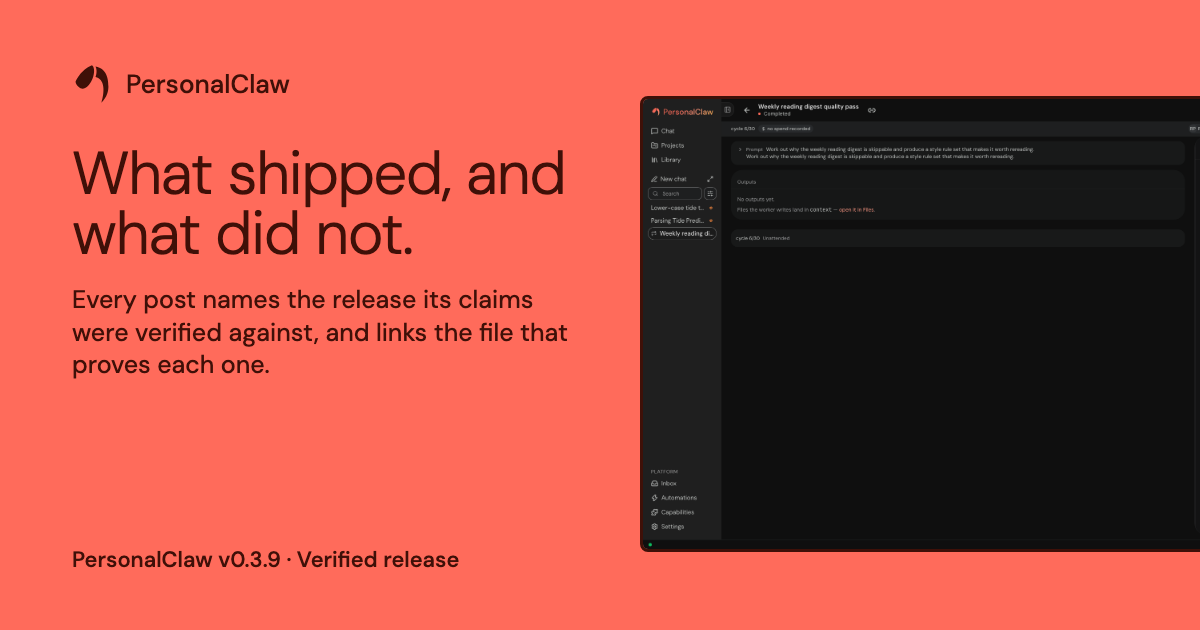 PersonalClaw
What shipped, and
what did not.
Every post names the release its claims
were verified against, and links the file that
proves each one.
PersonalClaw v0.3.9 · Verified release
PersonalClaw
Chat
Projects
Library
New chat
Search
Lower-case tide t...
Parsing Tide Predi...
Weekly reading di...
PLATFORM
Inbox
Automations
Capabilities
Settings
Weekly reading digest quality pass
Completed
cycle 6/30 no spend recorded
Prompt Work out why the weekly reading digest is skippable and produce a style rule set that makes it worth rereading.
Work out why the weekly reading digest is skippable and produce a style rule set that makes it worth rereading.
Outputs
No outputs yet.
Files the worker writes land in context — open it in Files.
cycle 6/30 Unattended